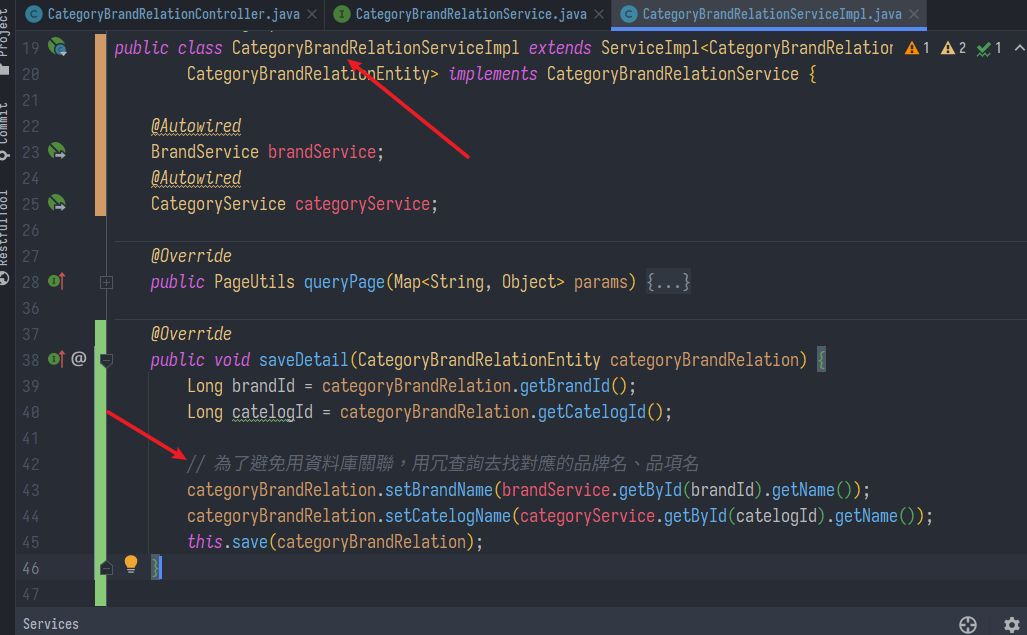 CategoryBrandRelationController.java
CategoryBrandRelationService.java
CategoryBrandRelationServiceImpl.java
Project
Commit
RestfulTool
1 2 1
19 public class CategoryBrandRelationServiceImpl extends ServiceImpl<CategoryBrandRelation
20 CategoryBrandRelationEntity> implements CategoryBrandRelationService {
21
22 @Autowired
23 BrandService brandService;
24 @Autowired
25 CategoryService categoryService;
26
27 @Override
28 public PageUtils queryPage(Map<String, Object> params) {...}
36
37 @Override
38 @ public void saveDetail(CategoryBrandRelationEntity categoryBrandRelation) {
39 Long brandId = categoryBrandRelation.getBrandId();
40 Long catelogId = categoryBrandRelation.getCatelogId();
41
42 // 為了避免用資料庫關聯，用冗查詢去找對應的品牌名、品項名
43 categoryBrandRelation.setBrandName(brandService.getById(brandId).getName());
44 categoryBrandRelation.setCatelogName(categoryService.getById(catelogId).getName());
45 this.save(categoryBrandRelation);
46 }
47
Services